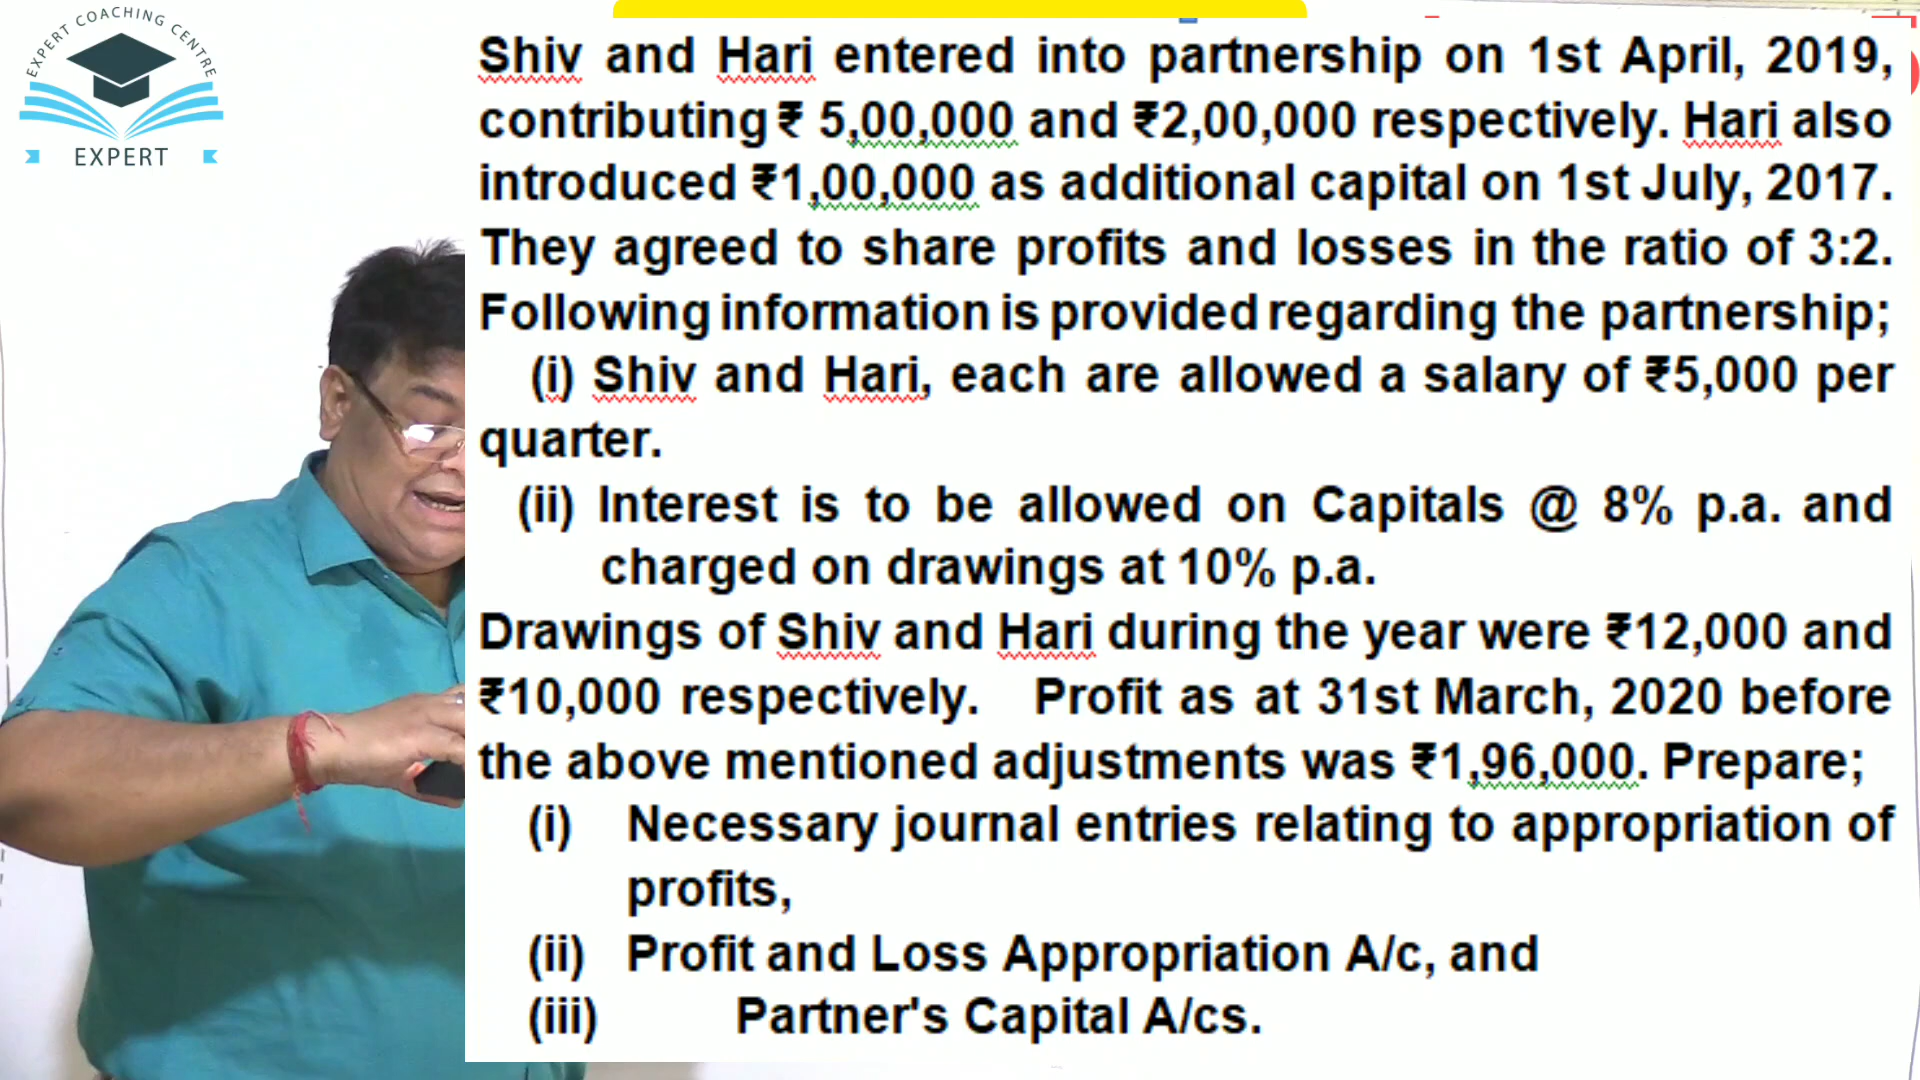 EXPERT COACHING CENTRE
EXPERT
Shiv and Hari entered into partnership on 1st April, 2019,
contributing ₹ 5,00,000 and ₹2,00,000 respectively. Hari also
introduced ₹1,00,000 as additional capital on 1st July, 2017.
They agreed to share profits and losses in the ratio of 3:2.
Following information is provided regarding the partnership;
(i) Shiv and Hari, each are allowed a salary of ₹5,000 per
quarter.
(ii) Interest is to be allowed on Capitals @ 8% p.a. and
charged on drawings at 10% p.a.
Drawings of Shiv and Hari during the year were ₹12,000 and
₹10,000 respectively. Profit as at 31st March, 2020 before
the above mentioned adjustments was ₹1,96,000. Prepare;
(i) Necessary journal entries relating to appropriation of
profits,
(ii) Profit and Loss Appropriation A/c, and
(iii) Partner's Capital A/cs.